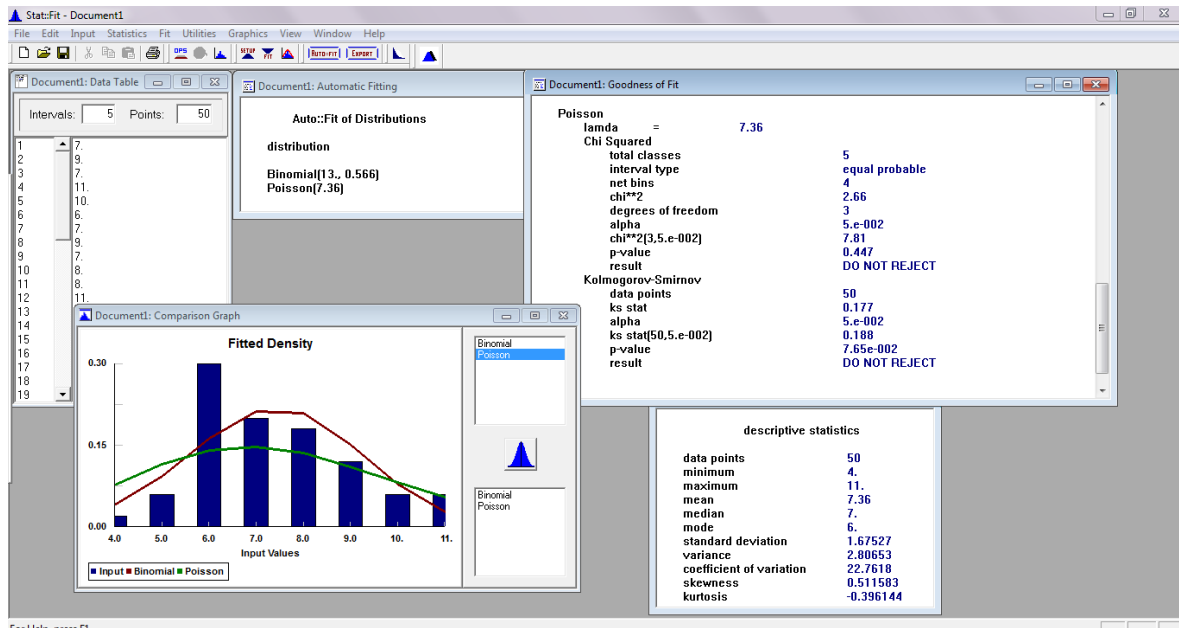 Stat::Fit - Document1
File Edit Input Statistics Fit Utilities Graphics View Window Help
DPS SETUP FIT AUTO-FIT EXPORT
Document1: Data Table
Intervals: 5 Points: 50
1 7.
2 9.
3 7.
4 11.
5 10.
6 6.
7 7.
8 9.
9 7.
10 8.
11 8.
12 11.
13
14
15
16
17
18
19
Document1: Automatic Fitting
Auto::Fit of Distributions
distribution
Binomial(13., 0.566)
Poisson(7.36)
Document1: Goodness of Fit
Poisson
lamda = 7.36
Chi Squared
total classes 5
interval type equal probable
net bins 4
chi**2 2.66
degrees of freedom 3
alpha 5.e-002
chi**2(3,5.e-002) 7.81
p-value 0.447
result DO NOT REJECT
Kolmogorov-Smirnov
data points 50
ks stat 0.177
alpha 5.e-002
ks stat(50,5.e-002) 0.188
p-value 7.65e-002
result DO NOT REJECT
Document1: Comparison Graph
Fitted Density
0.30
0.15
0.00
4.0 5.0 6.0 7.0 8.0 9.0 10. 11.
Input Values
Input Binomial Poisson
Binomial
Poisson
Binomial
Poisson
descriptive statistics
data points 50
minimum 4.
maximum 11.
mean 7.36
median 7.
mode 6.
standard deviation 1.67527
variance 2.80653
coefficient of variation 22.7618
skewness 0.511583
kurtosis -0.396144
For Help, press F1